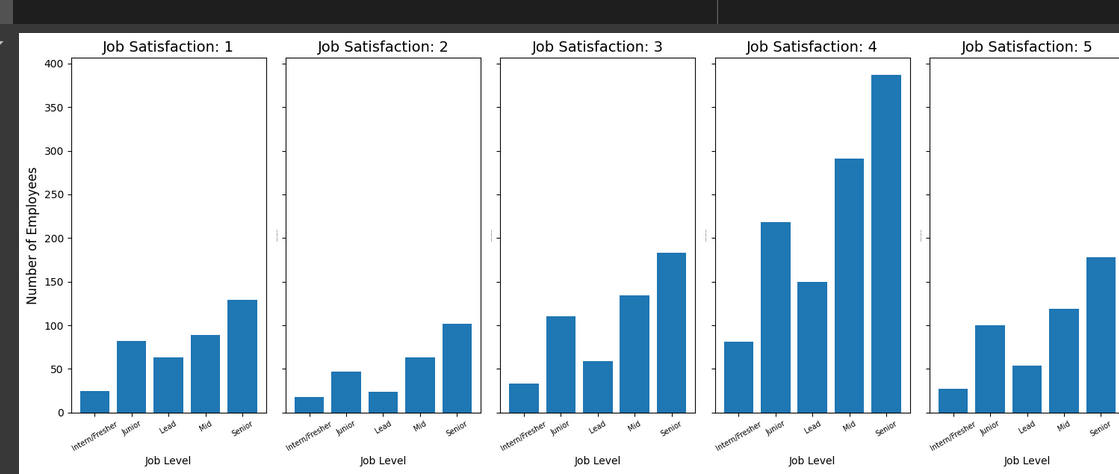 Job Satisfaction: 1
Job Satisfaction: 2
Job Satisfaction: 3
Job Satisfaction: 4
Job Satisfaction: 5
Number of Employees
400
350
300
250
200
150
100
50
0
Intern/Fresher Junior Lead Mid Senior
Intern/Fresher Junior Lead Mid Senior
Intern/Fresher Junior Lead Mid Senior
Intern/Fresher Junior Lead Mid Senior
Intern/Fresher Junior Lead Mid Senior
Job Level
Job Level
Job Level
Job Level
Job Level